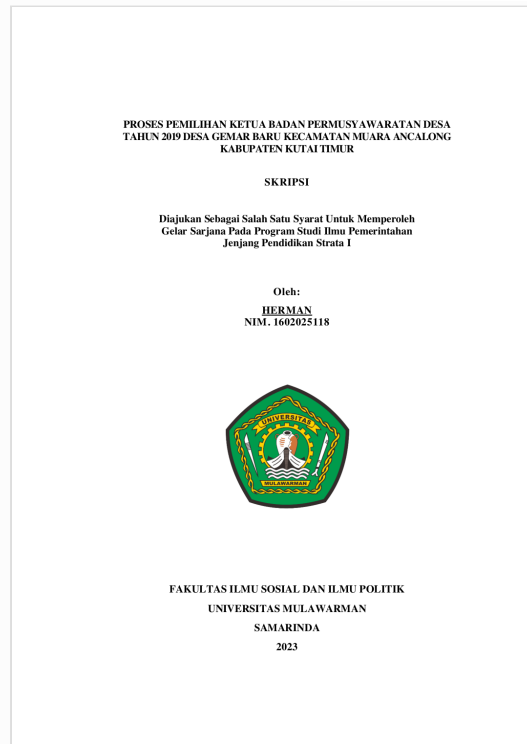 PROSES PEMILIHAN KETUA BADAN PERMUSYAWARATAN DESA
TAHUN 2019 DESA GEMAR BARU KECAMATAN MUARA ANCALONG
KABUPATEN KUTAI TIMUR
SKRIPSI
Diajukan Sebagai Salah Satu Syarat Untuk Memperoleh
Gelar Sarjana Pada Program Studi Ilmu Pemerintahan
Jenjang Pendidikan Strata I
Oleh:
HERMAN
NIM. 1602025118
UNIVERSITAS
MULAWARMAN
FAKULTAS ILMU SOSIAL DAN ILMU POLITIK
UNIVERSITAS MULAWARMAN
SAMARINDA
2023